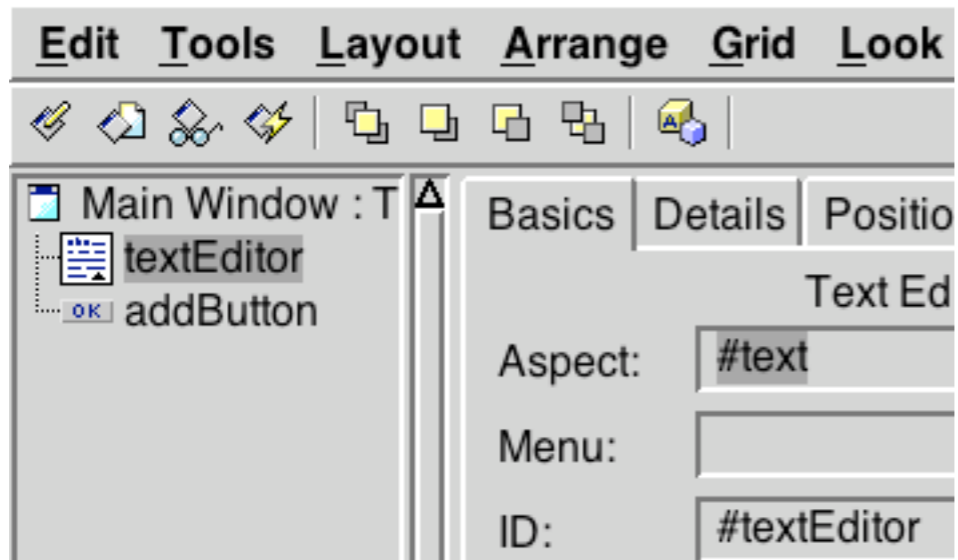 Edit Tools Layout Arrange Grid Look
A
Main Window : T
textEditor
OK addButton
Basics Details Positio
Text Ed
Aspect: #text
Menu:
ID: #textEditor